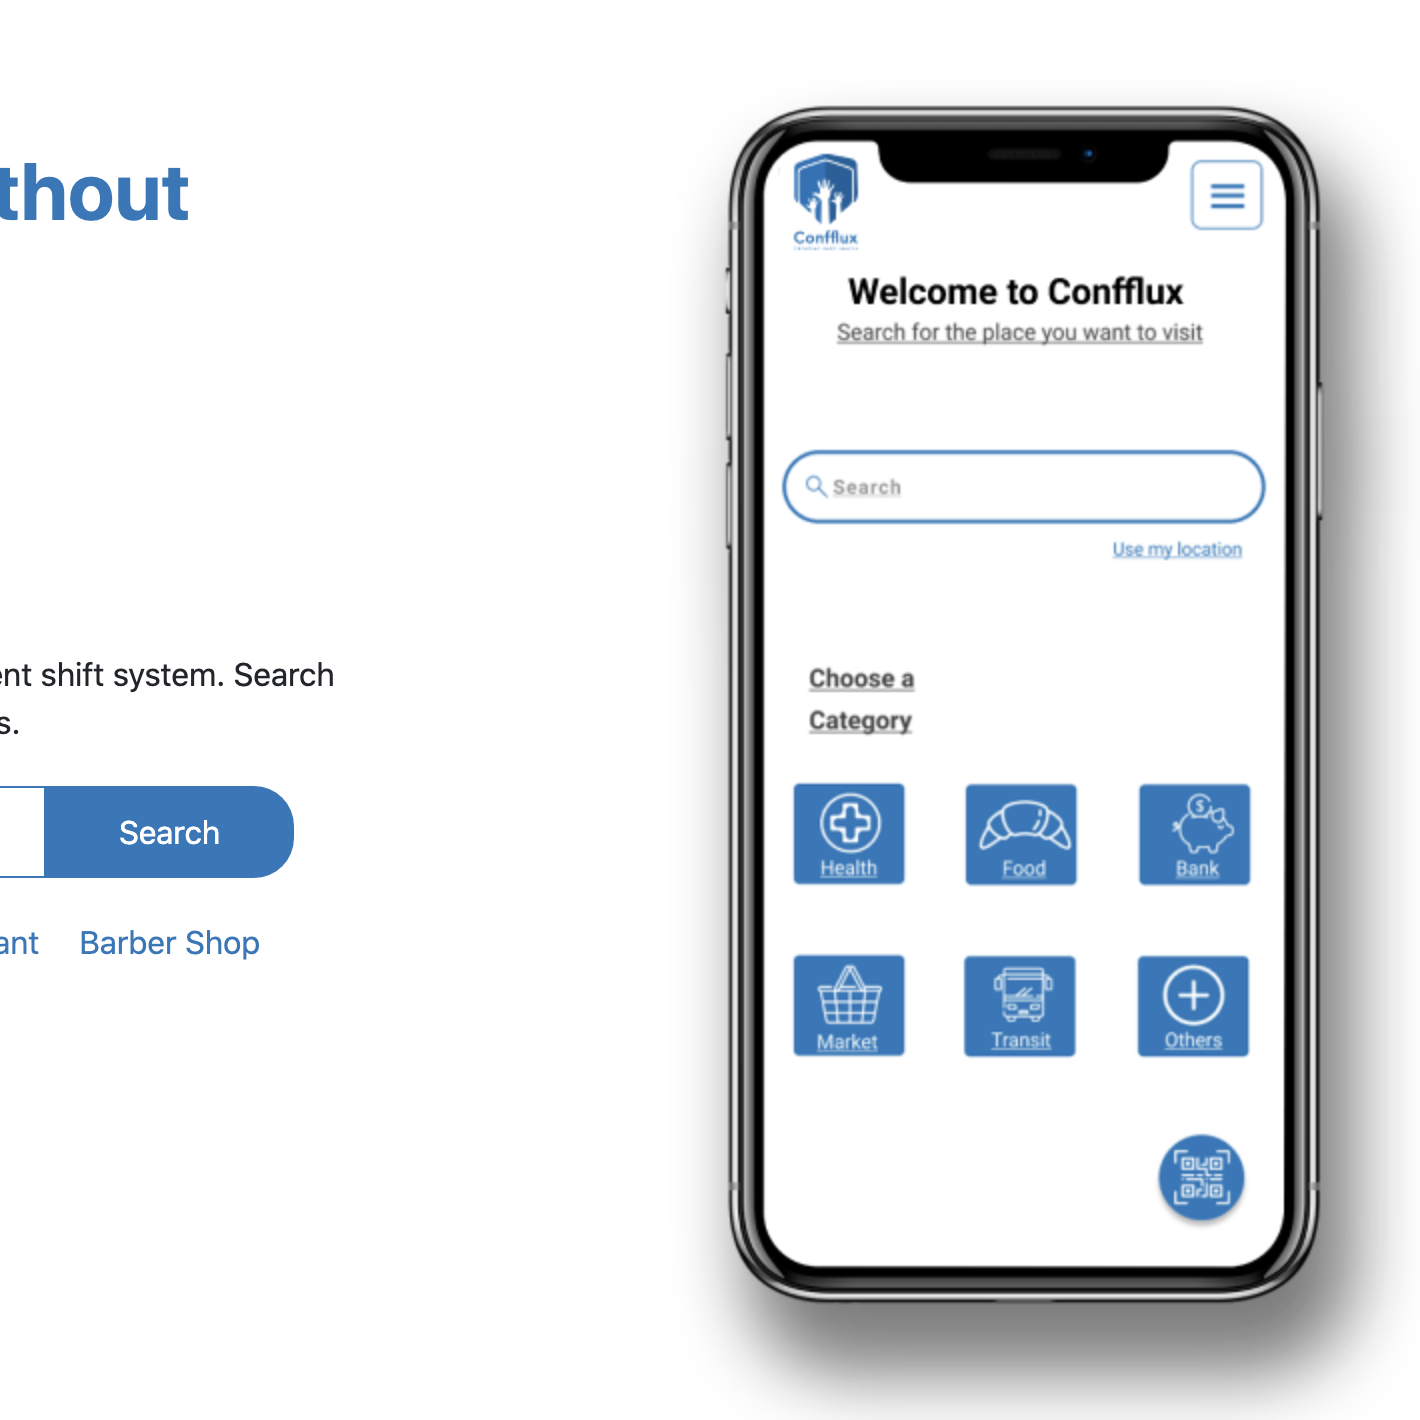 thout
ent shift system. Search
s.
Search
ant
Barber Shop
Confflux
Welcome to Confflux
Search for the place you want to visit
Search
Use my location
Choose a
Category
Health
Food
Bank
Market
Transit
Others